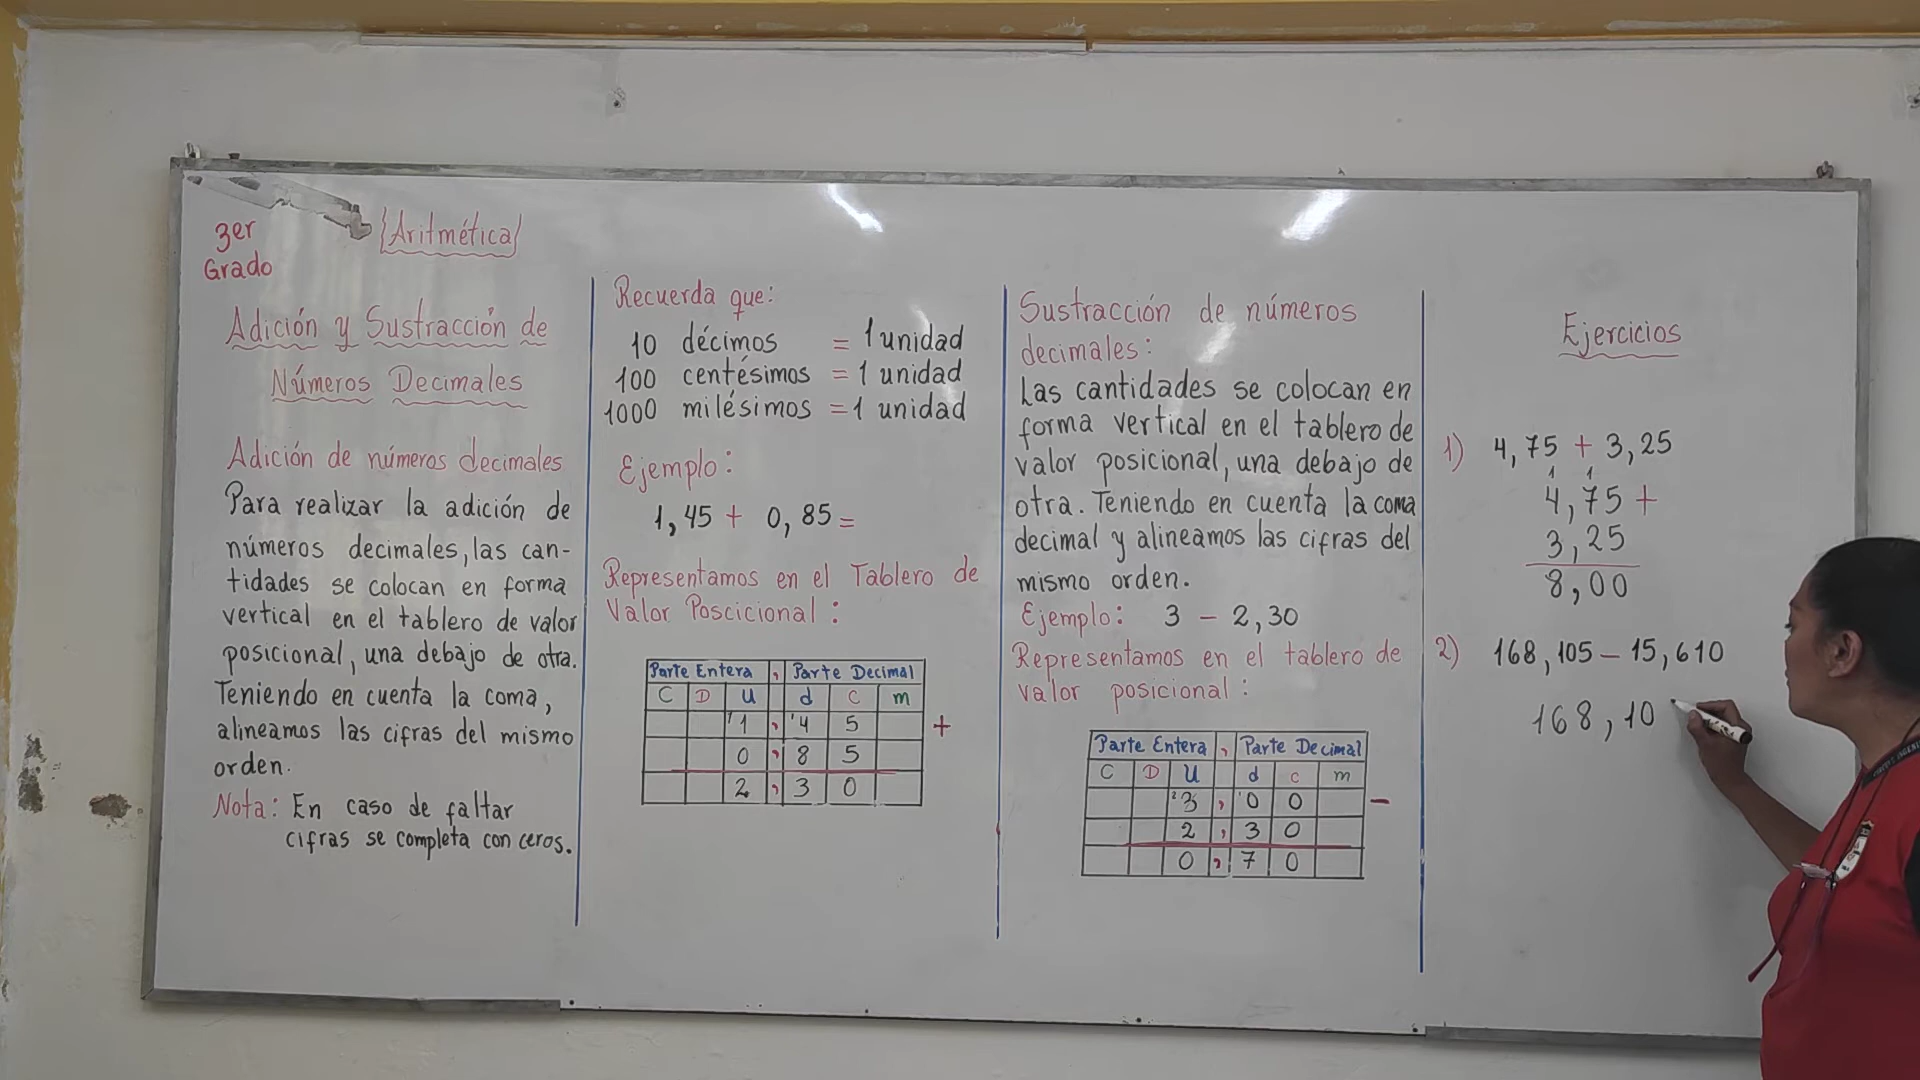 3er
Grado
{Aritmética}
Adición y Sustracción de
Números Decimales
Adición de números decimales
Para realizar la adición de
números decimales, las can-
tidades se colocan en forma
vertical en el tablero de valor
posicional, una debajo de otra.
Teniendo en cuenta la coma,
alineamos las cifras del mismo
orden.
Nota: En caso de faltar
cifras se completa con ceros.
Recuerda que:
10 décimos = 1 unidad
100 centésimos = 1 unidad
1000 milésimos = 1 unidad
Ejemplo:
1,45 + 0,85 =
Representamos en el Tablero de
Valor Poscicional:
Parte Entera , Parte Decimal
C D U d c m
1 1 , 1 4 5 +
0 , 8 5
2 , 3 0
Sustracción de números
decimales:
Las cantidades se colocan en
forma vertical en el tablero de
valor posicional, una debajo de
otra. Teniendo en cuenta la coma
decimal y alineamos las cifras del
mismo orden.
Ejemplo: 3 - 2,30
Representamos en el tablero de
valor posicional:
Parte Entera , Parte Decimal
C D U d c m
2 3 , 1 0 0 -
2 , 3 0
0 , 7 0
Ejercicios
1) 4,75 + 3,25
1 1
4,75 +
3,25
8,00
2) 168,105 - 15,610
168,10